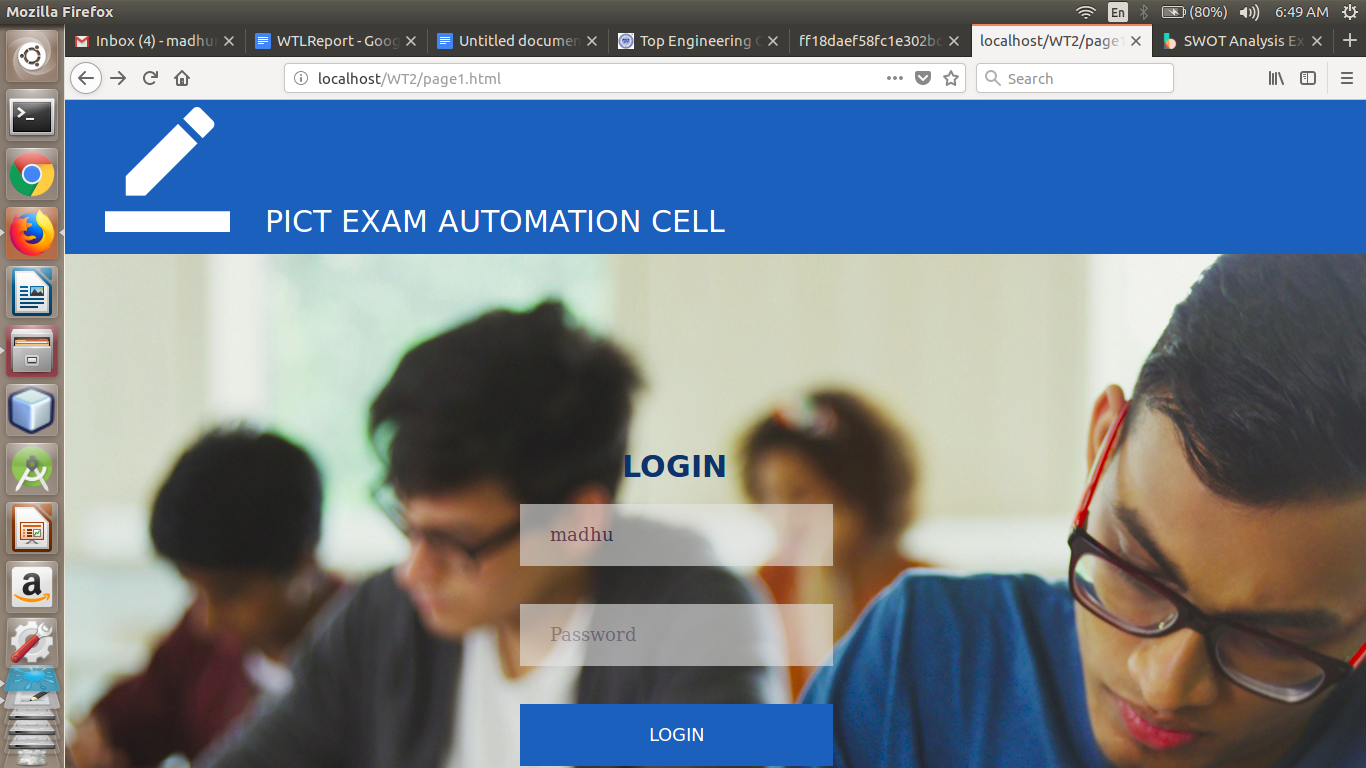 Mozilla Firefox
En
(80%)
6:49 AM
Inbox (4) - madhu
WTLReport - Goog
Untitled documen
Top Engineering C
ff18daef58fc1e302bc
localhost/WT2/page1
SWOT Analysis Ex
localhost/WT2/page1.html
Search
PICT EXAM AUTOMATION CELL
LOGIN
madhu
Password
LOGIN